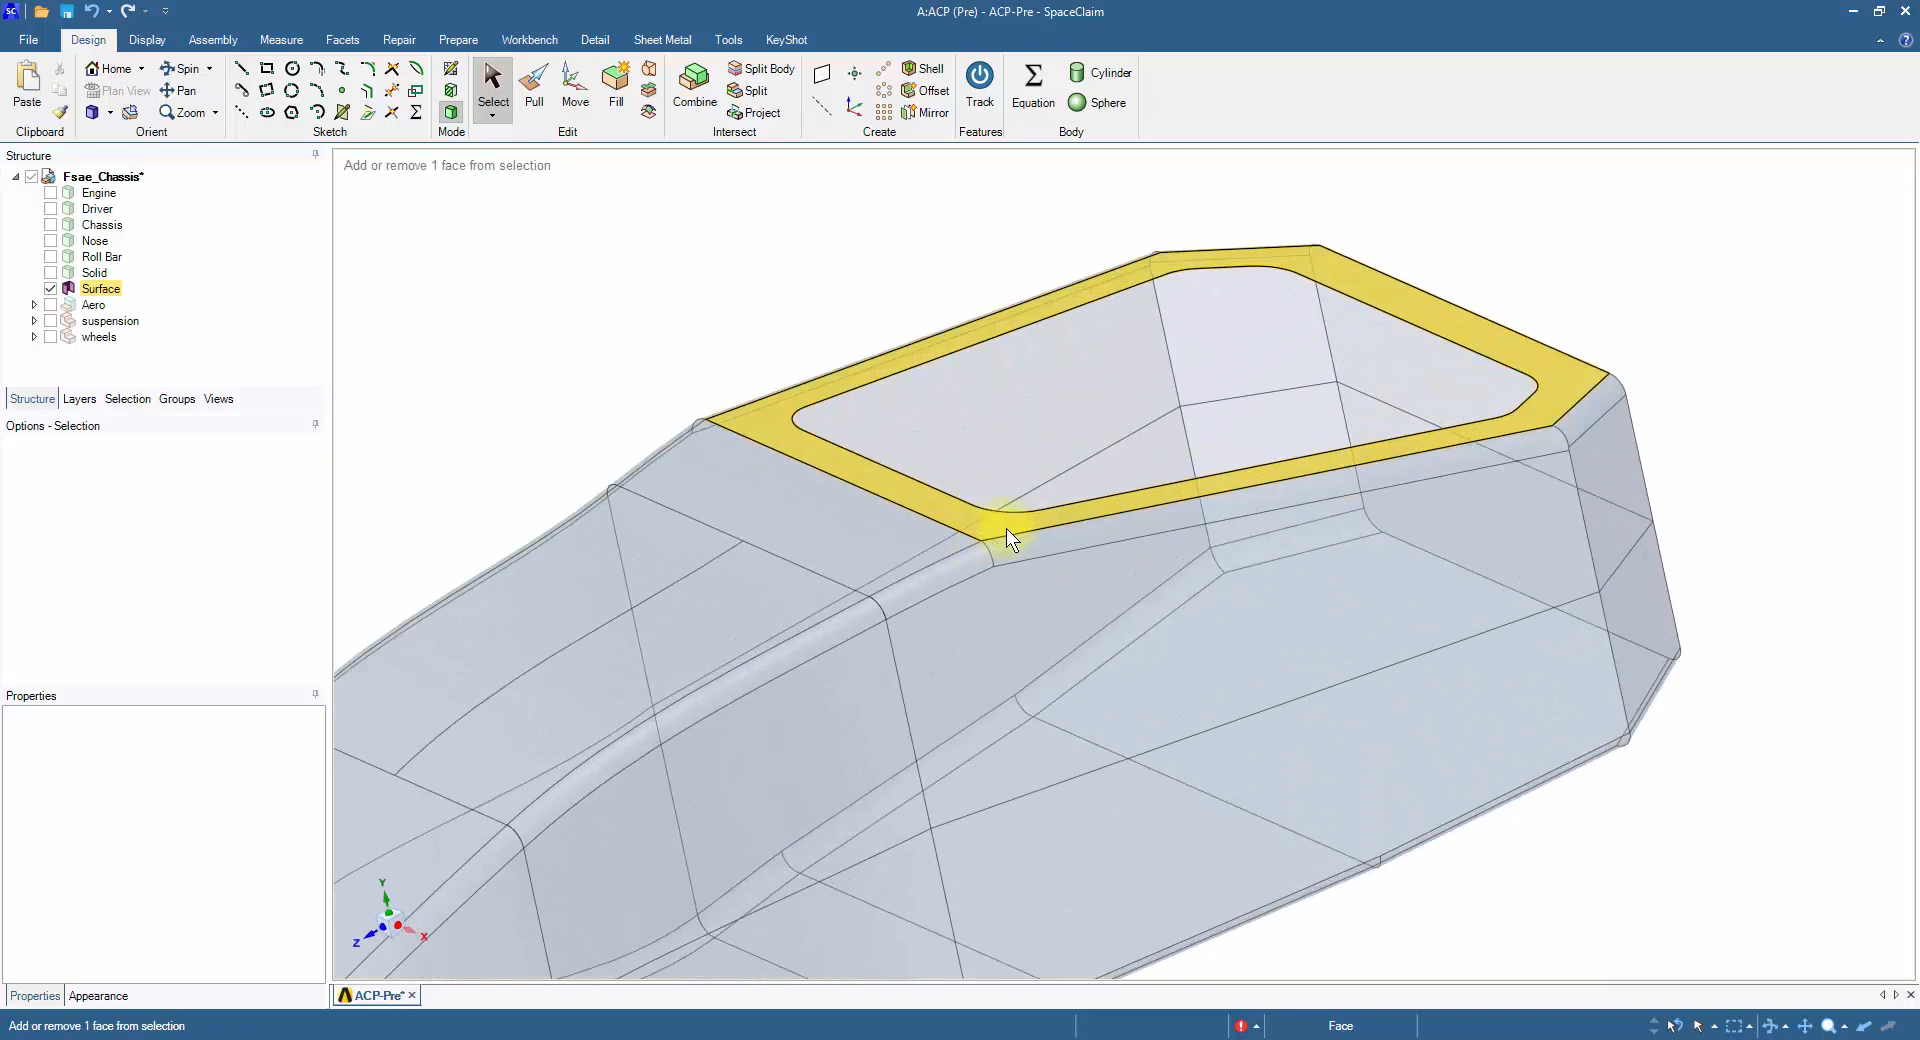 SC
A:ACP (Pre) - ACP-Pre - SpaceClaim
File Design Display Assembly Measure Facets Repair Prepare Workbench Detail Sheet Metal Tools KeyShot
Paste
Clipboard
Home Spin
Plan View Pan
Zoom
Orient
Sketch
Mode
Select Pull Move Fill
Edit
Combine
Split Body
Split
Project
Intersect
Shell
Offset
Mirror
Create
Track
Features
Equation
Cylinder
Sphere
Body
Structure
Fsae_Chassis*
Engine
Driver
Chassis
Nose
Roll Bar
Solid
Surface
Aero
suspension
wheels
Structure Layers Selection Groups Views
Options - Selection
Properties
Properties Appearance
Add or remove 1 face from selection
Y
Z
X
ACP-Pre*
Add or remove 1 face from selection
Face